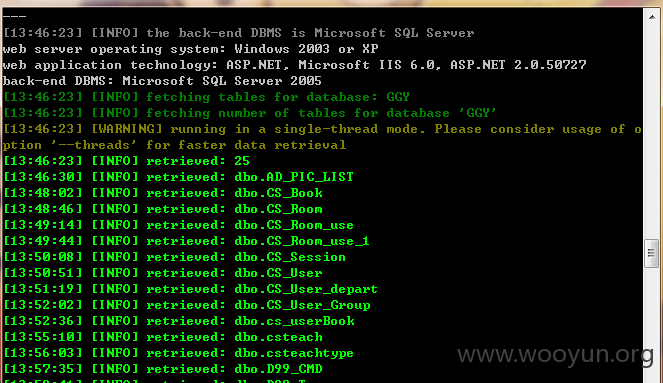 ---
[13:46:23] [INFO] the back-end DBMS is Microsoft SQL Server
web server operating system: Windows 2003 or XP
web application technology: ASP.NET, Microsoft IIS 6.0, ASP.NET 2.0.50727
back-end DBMS: Microsoft SQL Server 2005
[13:46:23] [INFO] fetching tables for database: GGY
[13:46:23] [INFO] fetching number of tables for database 'GGY'
[13:46:23] [WARNING] running in a single-thread mode. Please consider usage of o
ption '--threads' for faster data retrieval
[13:46:23] [INFO] retrieved: 25
[13:46:30] [INFO] retrieved: dbo.AD_PIC_LIST
[13:48:02] [INFO] retrieved: dbo.CS_Book
[13:48:46] [INFO] retrieved: dbo.CS_Room
[13:49:14] [INFO] retrieved: dbo.CS_Room_use
[13:49:44] [INFO] retrieved: dbo.CS_Room_use_1
[13:50:08] [INFO] retrieved: dbo.CS_Session
[13:50:51] [INFO] retrieved: dbo.CS_User
[13:51:19] [INFO] retrieved: dbo.CS_User_depart
[13:52:02] [INFO] retrieved: dbo.CS_User_Group
[13:52:36] [INFO] retrieved: dbo.cs_userBook
[13:55:10] [INFO] retrieved: dbo.csteach
[13:56:03] [INFO] retrieved: dbo.csteachtype
[13:57:35] [INFO] retrieved: dbo.D99_CMD
www.wooyun.org